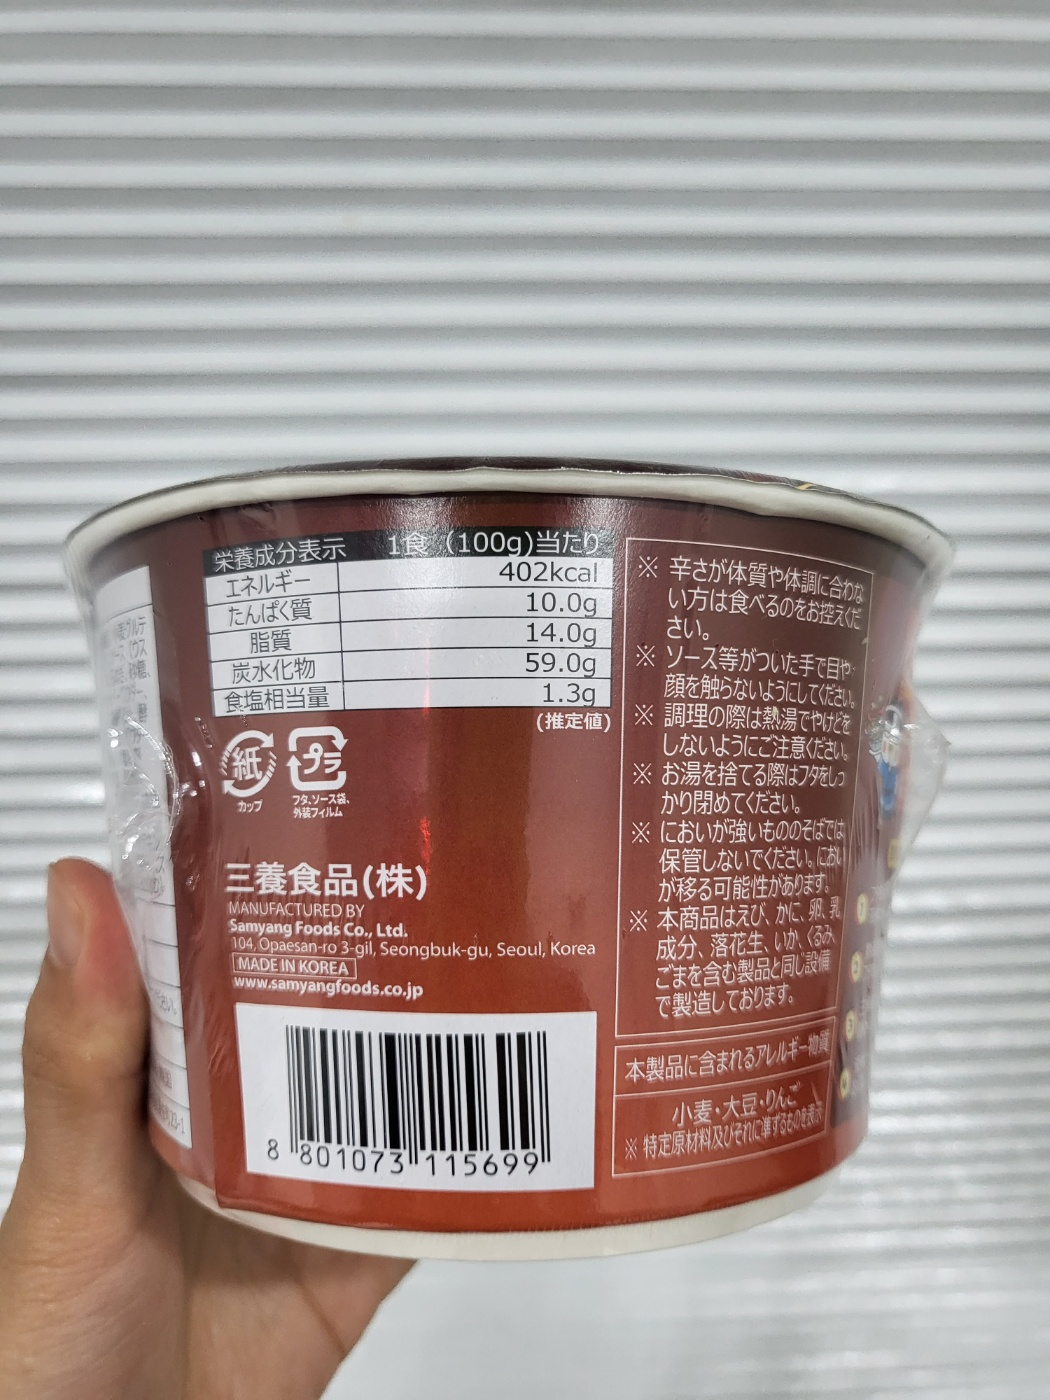 栄養成分表示 1食 (100g)当たり
エネルギー 402kcal
たんぱく質 10.0g
脂質 14.0g
炭水化物 59.0g
食塩相当量 1.3g
(推定値)
紙
カップ
プラ
フタ、ソース袋、
外装フィルム
三養食品(株)
MANUFACTURED BY
Samyang Foods Co., Ltd.
104, Opaesan-ro 3-gil, Seongbuk-gu, Seoul, Korea
MADE IN KOREA
www.samyangfoods.co.jp
8 801073 115699
※ 辛さが体質や体調に合わな
い方は食べるのをお控えくだ
さい。
※ ソース等がついた手で目や
顔を触らないようにしてください。
※ 調理の際は熱湯でやけどを
しないようにご注意ください。
※ お湯を捨てる際はフタをしっ
かり閉めてください。
※ においが強いもののそばでは
保管しないでください。におい
が移る可能性があります。
※ 本商品はえび、かに、卵、乳
成分、落花生、いか、くるみ、
ごまを含む製品と同じ設備
で製造しております。
本製品に含まれるアレルギー物質
小麦・大豆・りんご
※ 特定原材料及びそれに準ずるものを表示
1
2
3
4